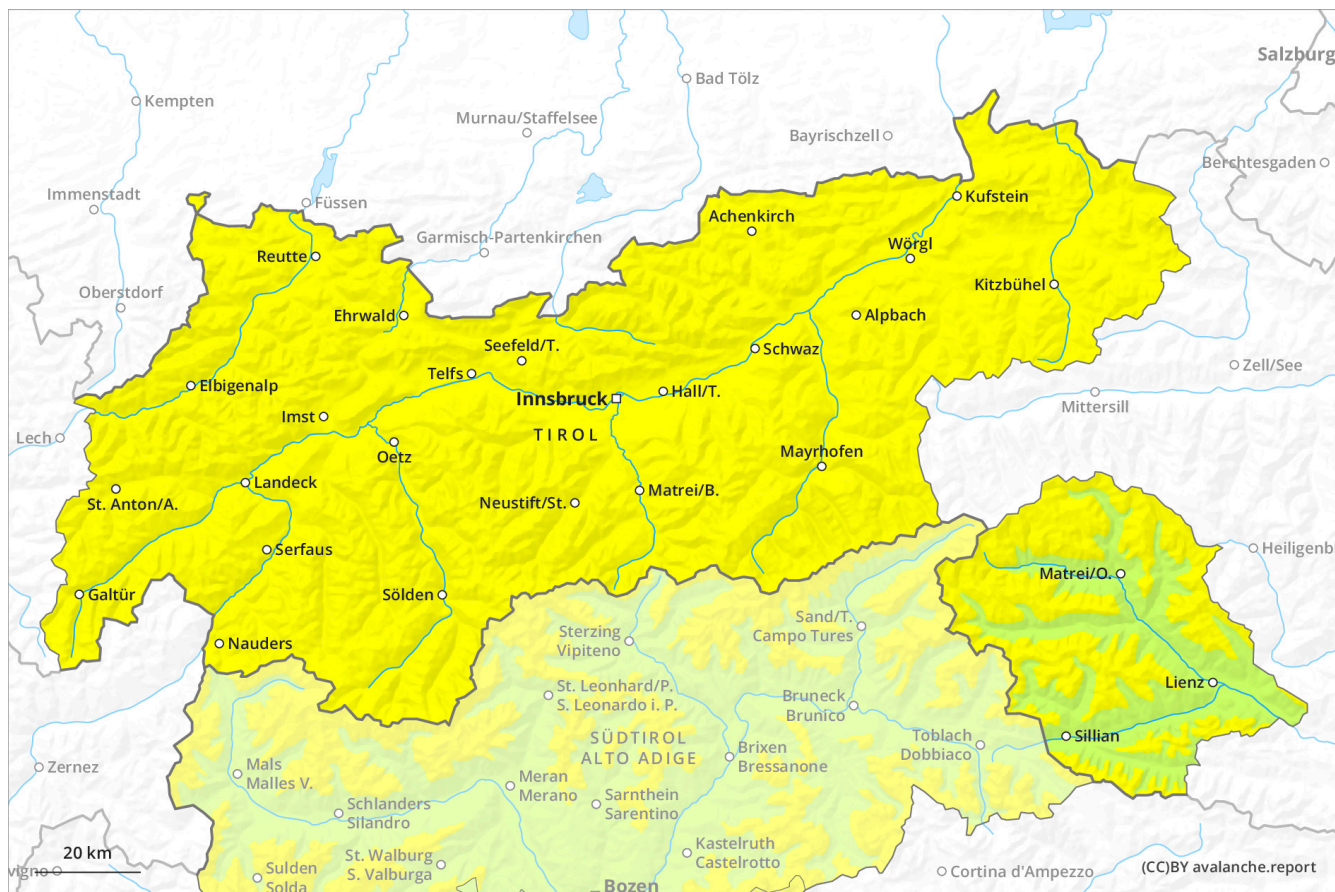 Salzburg
Bad Tölz
Kempten
Murnau/Staffelsee
Bayrischzell
Berchtesgaden
Immenstadt
Füssen
Kufstein
Achenkirch
Garmisch-Partenkirchen
Wörgl
Reutte
Oberstdorf
Kitzbühel
Ehrwald
Alpbach
Seefeld/T.
Schwaz
Zell/See
Telfs
Elbigenalp
Hall/T.
Innsbruck
Mittersill
Imst
TIROL
Lech
Oetz
Mayrhofen
Landeck
Matrei/B.
St. Anton/A.
Neustift/St.
Serfaus
Heiligenb
Matrei/O.
Galtür
Sölden
Sand/T.
Campo Tures
Sterzing
Vipiteno
Nauders
Lienz
St. Leonhard/P.
S. Leonardo i. P.
Bruneck
Brunico
Sillian
SÜDTIROL
ALTO ADIGE
Toblach
Dobbiaco
Brixen
Bressanone
Zernez
Mals
Malles V.
Meran
Merano
Sarnthein
Sarentino
Schlanders
Silandro
Kastelruth
Castelrotto
St. Walburg
S. Valburga
20 km
vigno
Sulden
Solda
Cortina d'Ampezzo
(CC)BY avalanche.report
Bozen